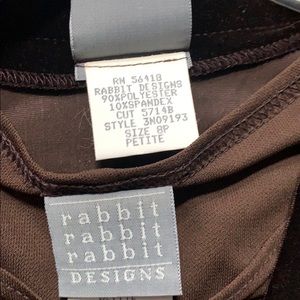 RN 56418
RABBIT DESIGNS
90%POLYESTER
10%SPANDEX
CUT 5714B
STYLE 3N09193
SIZE 8P
PETITE
rabbit
rabbit
rabbit
DESIGNS